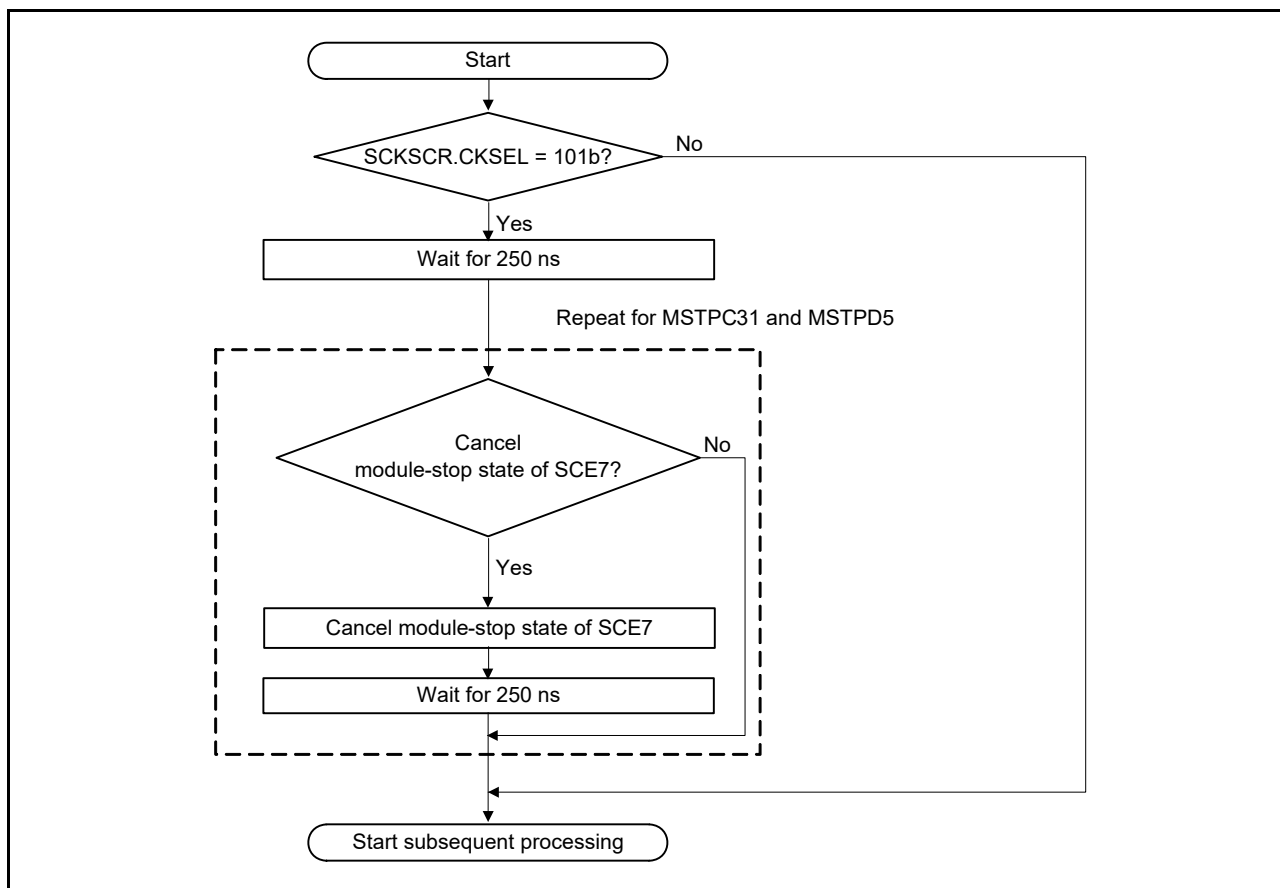 Start
SCKSCR.CKSEL = 101b?
No
Yes
Wait for 250 ns
Repeat for MSTPC31 and MSTPD5
Cancel
module-stop state of SCE7?
No
Yes
Cancel module-stop state of SCE7
Wait for 250 ns
Start subsequent processing